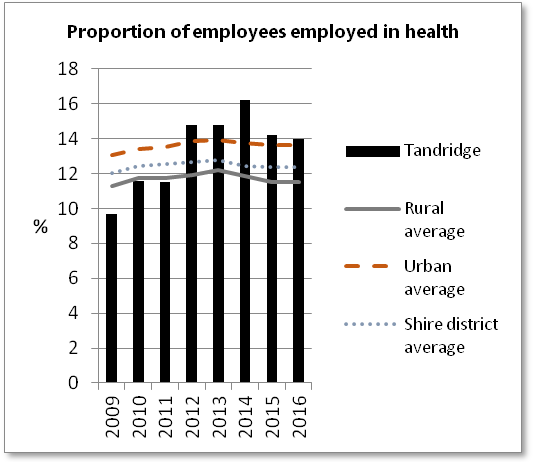 Proportion of employees employed in health
18
16
14
12
10
8
6
4
2
0
%
2009
2010
2011
2012
2013
2014
2015
2016
Tandridge
Rural
average
Urban
average
Shire district
average